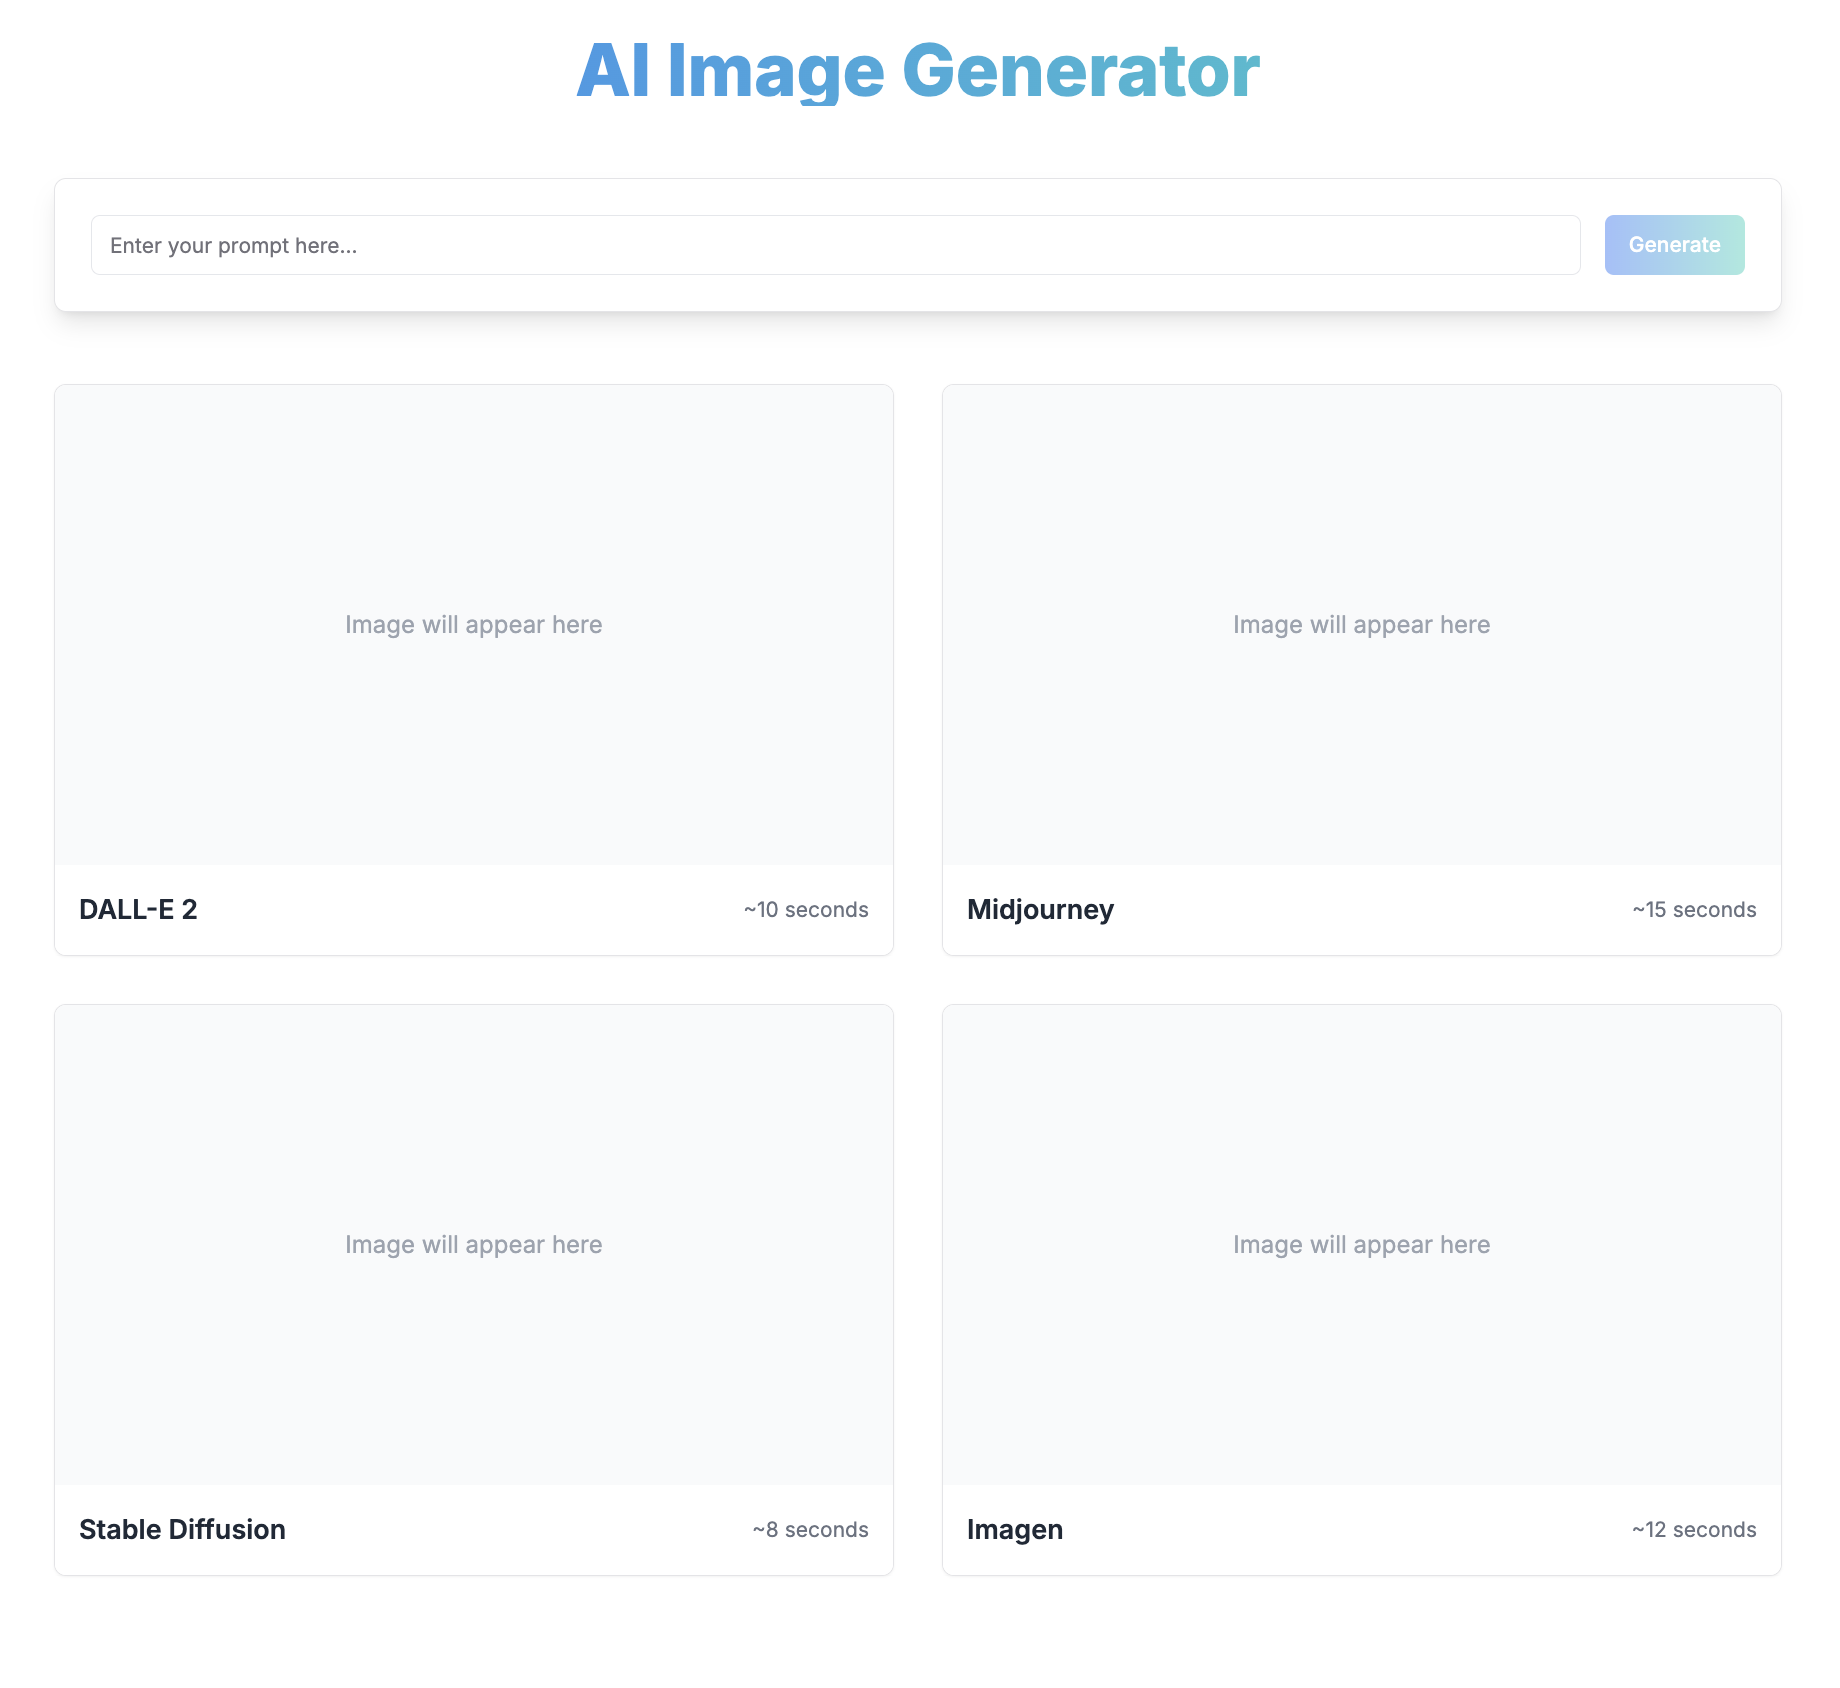 AI Image Generator
Enter your prompt here...
Generate
Image will appear here
Image will appear here
DALL-E 2
~10 seconds
Midjourney
~15 seconds
Image will appear here
Image will appear here
Stable Diffusion
~8 seconds
Imagen
~12 seconds